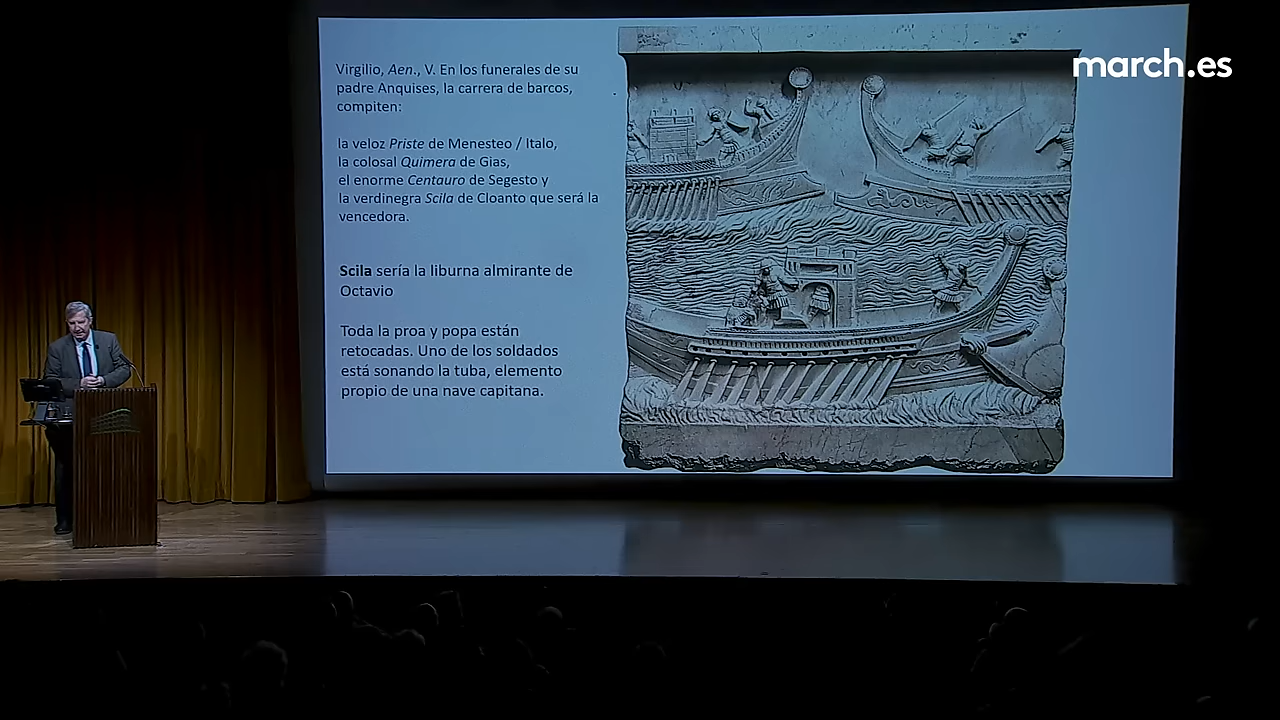 march.es
Virgilio, Aen., V. En los funerales de su
padre Anquises, la carrera de barcos,
compiten:
la veloz Priste de Menesteo / Italo,
la colosal Quimera de Gias,
el enorme Centauro de Segesto y
la verdinegra Scila de Cloanto que será la
vencedora.
Scila sería la liburna almirante de
Octavio
Toda la proa y popa están
retocadas. Uno de los soldados
está sonando la tuba, elemento
propio de una nave capitana.